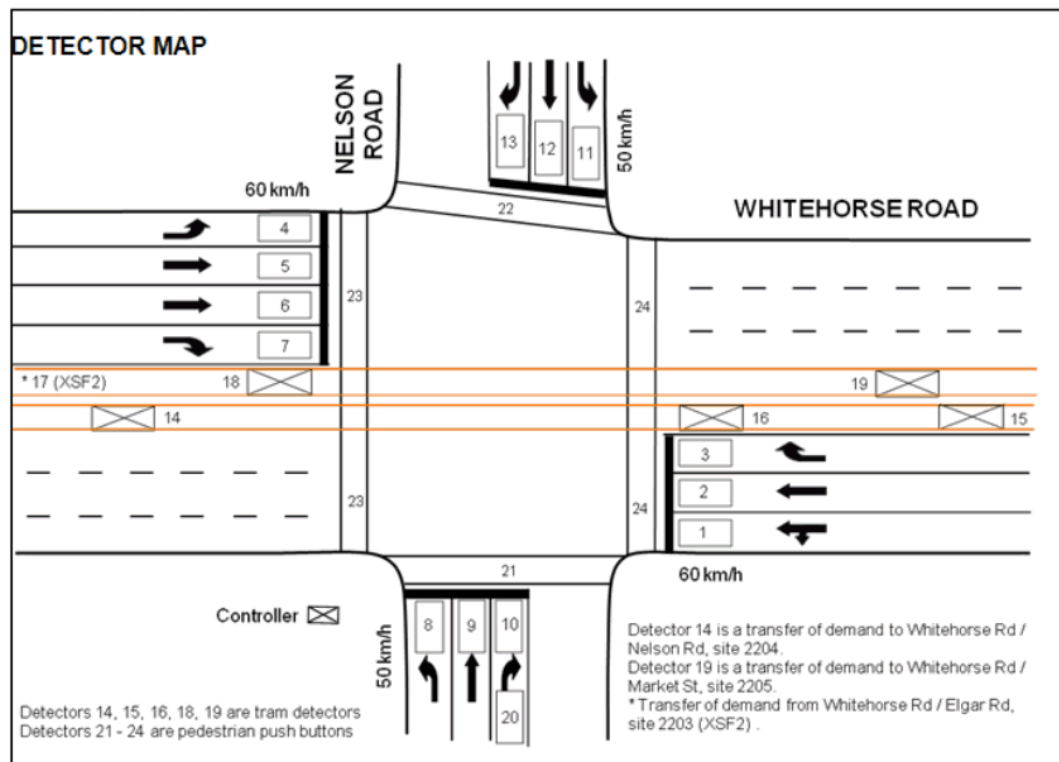 DETECTOR MAP
NELSON
ROAD
13
12
11
50 km/h
60 km/h
22
WHITEHORSE ROAD
4
5
6
7
23
24
* 17 (XSF2)
18
19
14
16
15
3
2
1
23
24
21
60 km/h
Controller
8
9
10
20
50 km/h
Detectors 14, 15, 16, 18, 19 are tram detectors
Detectors 21 - 24 are pedestrian push buttons
Detector 14 is a transfer of demand to Whitehorse Rd /
Nelson Rd, site 2204.
Detector 19 is a transfer of demand to Whitehorse Rd /
Market St, site 2205.
* Transfer of demand from Whitehorse Rd / Elgar Rd,
site 2203 (XSF2) .